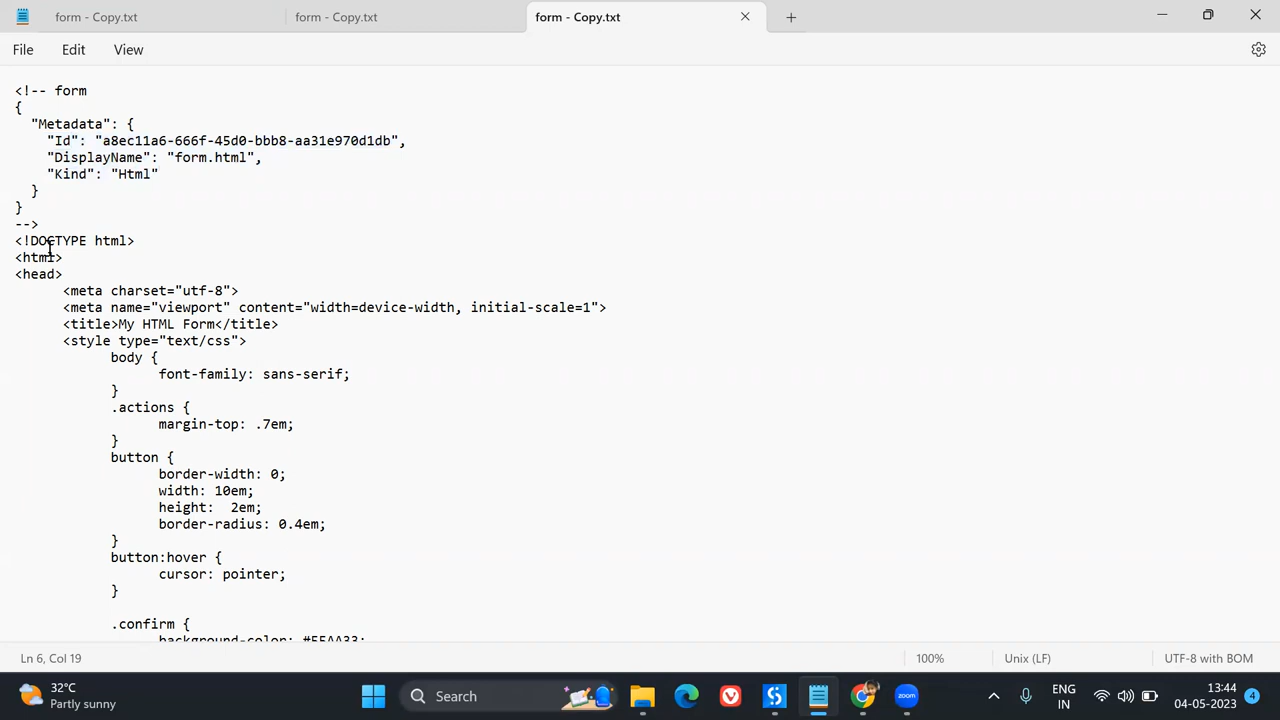 form - Copy.txt
form - Copy.txt
form - Copy.txt
File
Edit
View
<!-- form
{
"Metadata": {
"Id": "a8ec11a6-666f-45d0-bbb8-aa31e970d1db",
"DisplayName": "form.html",
"Kind": "Html"
}
}
-->
<!DOCTYPE html>
<html>
<head>
<meta charset="utf-8">
<meta name="viewport" content="width=device-width, initial-scale=1">
<title>My HTML Form</title>
<style type="text/css">
body {
font-family: sans-serif;
}
.actions {
margin-top: .7em;
}
button {
border-width: 0;
width: 10em;
height:  2em;
border-radius: 0.4em;
}
button:hover {
cursor: pointer;
}
.confirm {
background-color: #55AA33;
Ln 6, Col 19
100%
Unix (LF)
UTF-8 with BOM
32°C
Partly sunny
Search
zoom
ENG
IN
13:44
04-05-2023
4